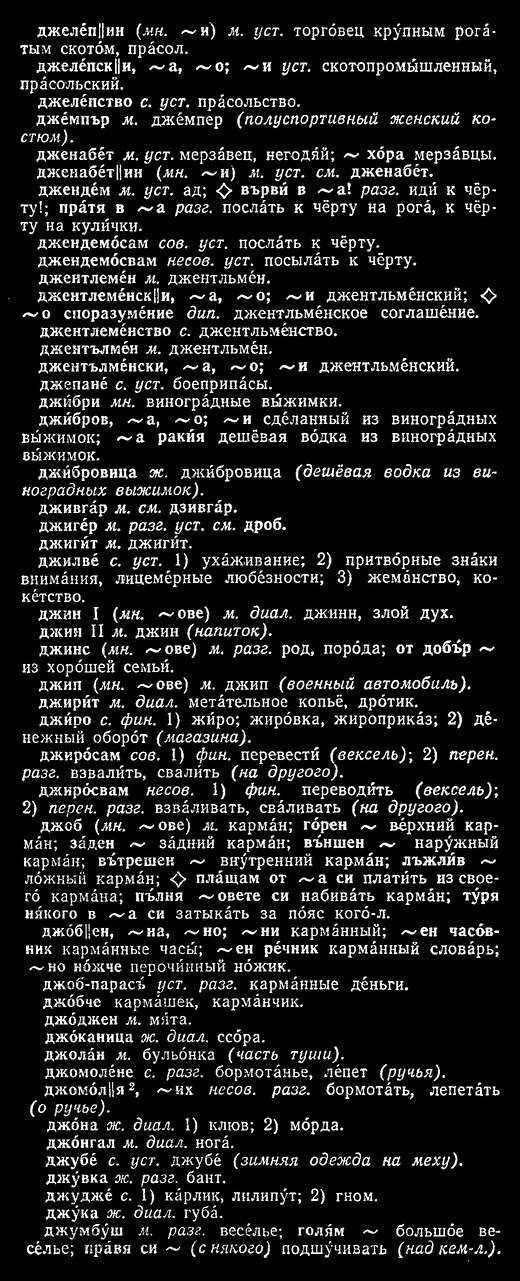 джеле́п||ин (мн. ~и) м. уст. торго́вец кру́пным рога́-
тым ското́м, пра́сол.
джеле́пск||и, ~а, ~о; ~и уст. скотопромы́шленный,
пра́сольский.
джеле́пство с. уст. пра́сольство.
дже́мпър м. дже́мпер (полуспортивный женский ко-
стюм).
дженабе́т м. уст. мерза́вец, негодя́й; ~ хо́ра мерза́вцы.
дженабе́т||ин (мн. ~и) м. уст. см. дженабе́т.
дженде́м м. уст. ад; ◇ върви́ в ~а! разг. иди́ к чёр-
ту!; пра́тя в ~а разг. посла́ть к чёрту на рога́, к чёр-
ту на кули́чки.
джендемо́сам сов. уст. посла́ть к чёрту.
джендемо́свам несов. уст. посыла́ть к чёрту.
джентлеме́н м. джентльме́н.
джентлеме́нск||и, ~а, ~о; ~и джентльме́нский; ◇
~о споразуме́ние дип. джентльме́нское соглаше́ние.
джентлеме́нство с. джентльме́нство.
джентълме́н м. джентльме́н.
джентълме́нски, ~а, ~о; ~и джентльме́нский.
джепане́ с. уст. боеприпа́сы.
джи́бри мн. виногра́дные вы́жимки.
джи́бров, ~а, ~о; ~и сде́ланный из виногра́дных
вы́жимок; ~а раки́я дешёвая во́дка из виногра́дных
вы́жимок.
джи́бровица ж. джи́бровица (дешёвая водка из ви-
ноградных выжимок).
дживга́р м. см. дзивга́р.
джиге́р м. разг. уст. см. дроб.
джиги́т м. джиги́т.
джилве́ с. уст. 1) уха́живание; 2) притво́рные зна́ки
внима́ния, лицеме́рные любе́зности; 3) жема́нство, ко-
ке́тство.
джин I (мн. ~ове) м. диал. джинн, злой дух.
джин II м. джин (напиток).
джинс (мн. ~ове) м. разг. род, поро́да; от добъ́р ~
из хоро́шей семьи́.
джип (мн. ~ове) м. джип (военный автомобиль).
джири́т м. диал. мета́тельное копьё, дро́тик.
джи́ро с. фин. 1) жи́ро; жиро́вка, жироприка́з; 2) де́-
нежный оборо́т (магазина).
джиро́сам сов. 1) фин. перевести́ (вексель); 2) перен.
разг. взвали́ть, свали́ть (на другого).
джиро́свам несов. 1) фин. переводи́ть (вексель);
2) перен. разг. взва́ливать, сва́ливать (на другого).
джоб (мн. ~ове) м. карма́н; го́рен ~ ве́рхний кар-
ма́н; за́ден ~ за́дний карма́н; въ́ншен ~ нару́жный
карма́н; въ́трешен ~ вну́тренний карма́н; лъжли́в ~
ло́жный карма́н; ◇ пла́щам от ~а си плати́ть из свое-
го́ карма́на; пъ́лня ~овете си набива́ть карма́н; ту́ря
ня́кого в ~а си затыка́ть за по́яс кого́-л.
джо́б||ен, ~на, ~но; ~ни карма́нный; ~ен часо́в-
ник карма́нные часы́; ~ен ре́чник карма́нный слова́рь;
~но но́жче перочи́нный но́жик.
джоб-парасъ́ уст. разг. карма́нные де́ньги.
джо́бче карма́шек, карма́нчик.
джо́джен м. мя́та.
джо́каница ж. диал. ссо́ра.
джола́н м. бульо́нка (часть туши).
джомоле́не с. разг. бормота́нье, ле́пет (ручья).
джомо́л||я², ~их несов. разг. бормота́ть, лепета́ть
(о ручье).
джо́на ж. диал. 1) клюв; 2) мо́рда.
джо́нгал м. диал. нога́.
джубе́ с. уст. джубе́ (зимняя одежда на меху).
джу́вка ж. разг. бант.
джудже́ с. 1) ка́рлик, лилипу́т; 2) гном.
джу́ка ж. диал. губа́.
джумбу́ш м. разг. весе́лье; голя́м ~ большо́е ве-
се́лье; пра́вя си ~ (с някого) подшу́чивать (над кем-л.).